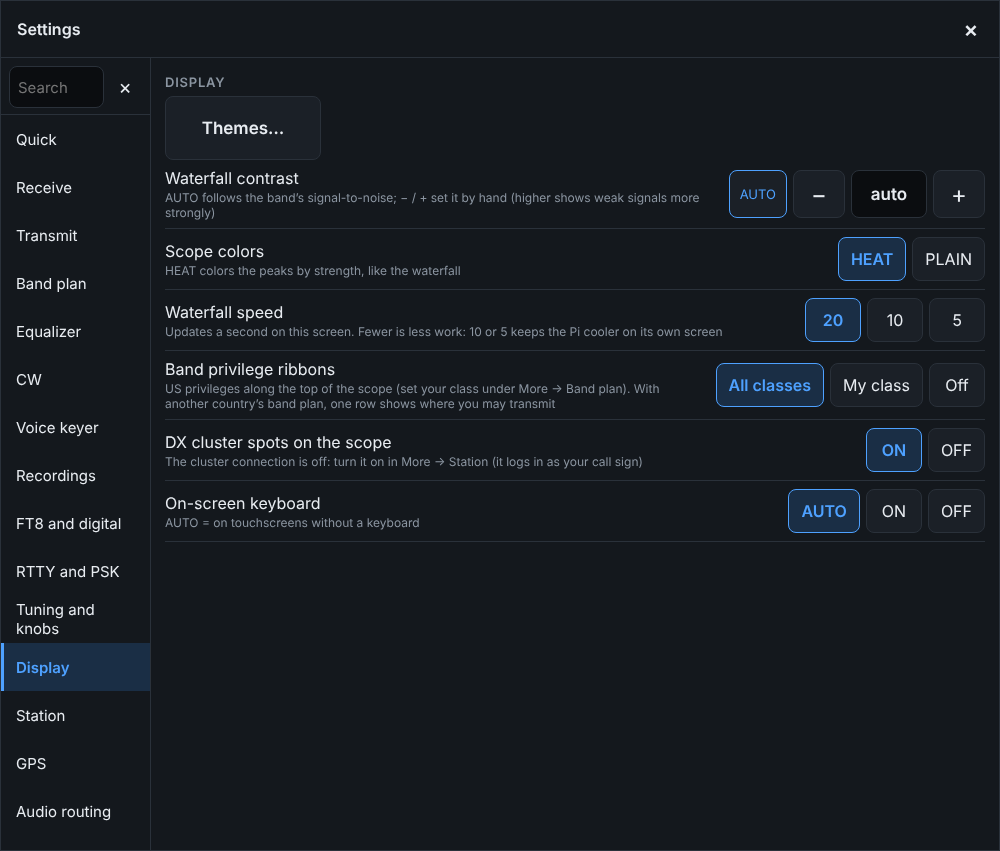 Settings
×
Search
×
Quick
Receive
Transmit
Band plan
Equalizer
CW
Voice keyer
Recordings
FT8 and digital
RTTY and PSK
Tuning and
knobs
Display
Station
GPS
Audio routing
DISPLAY
Themes...
Waterfall contrast
AUTO follows the band’s signal-to-noise; − / + set it by hand (higher shows weak signals more
strongly)
AUTO − auto +
Scope colors
HEAT colors the peaks by strength, like the waterfall
HEAT PLAIN
Waterfall speed
Updates a second on this screen. Fewer is less work: 10 or 5 keeps the Pi cooler on its own screen
20 10 5
Band privilege ribbons
US privileges along the top of the scope (set your class under More → Band plan). With
another country’s band plan, one row shows where you may transmit
All classes My class Off
DX cluster spots on the scope
The cluster connection is off: turn it on in More → Station (it logs in as your call sign)
ON OFF
On-screen keyboard
AUTO = on touchscreens without a keyboard
AUTO ON OFF